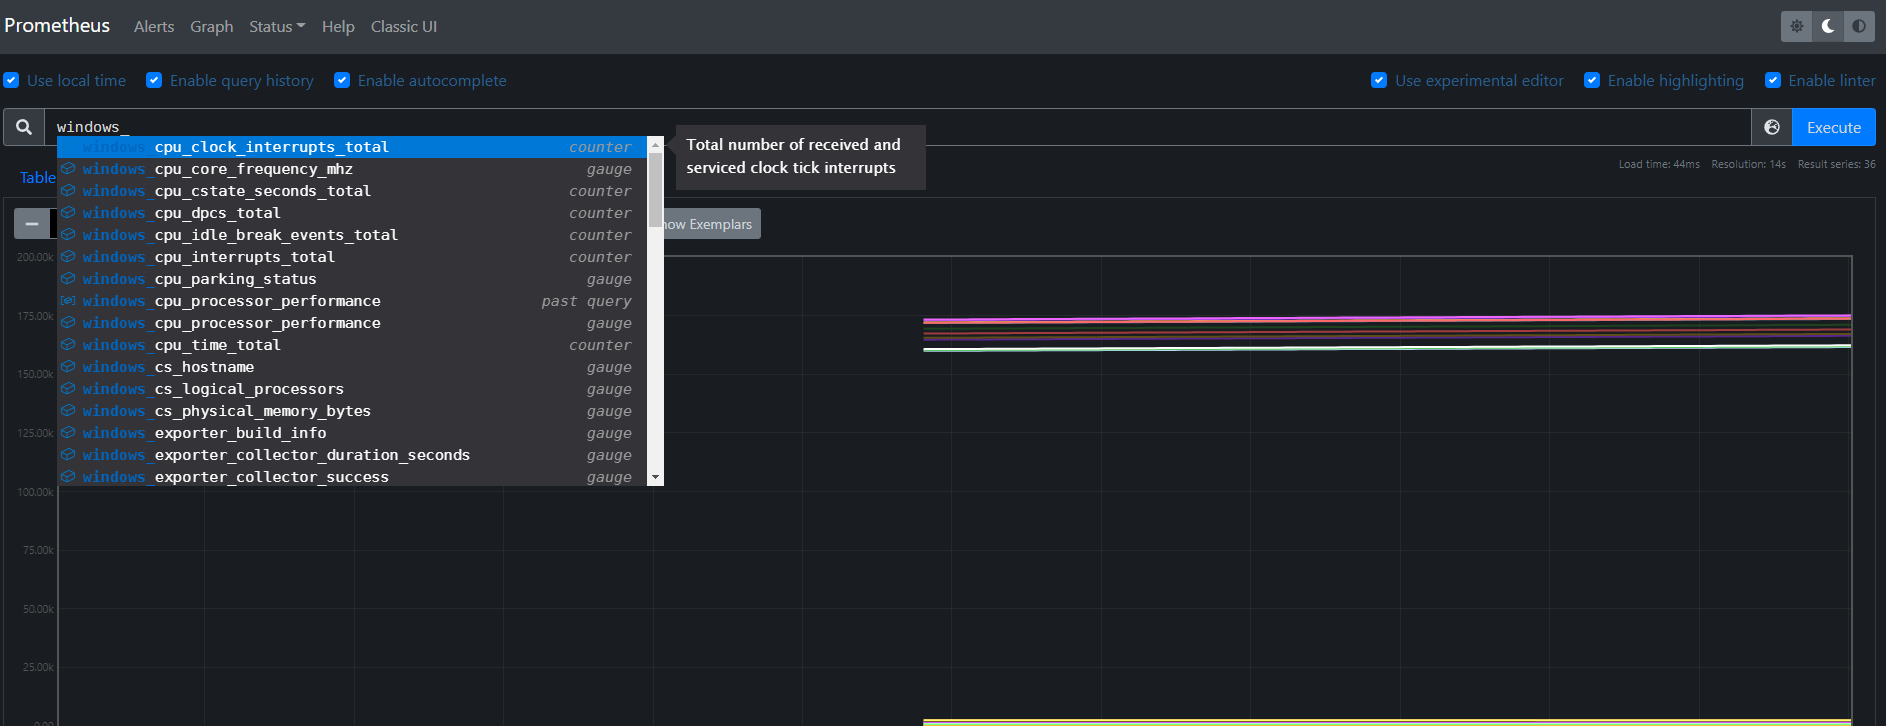 Prometheus Alerts Graph Status Help Classic UI
Use local time Enable query history Enable autocomplete Use experimental editor Enable highlighting Enable linter
windows_ Execute
windows_cpu_clock_interrupts_total counter
Total number of received and
serviced clock tick interrupts
Load time: 44ms Resolution: 14s Result series: 36
windows_cpu_core_frequency_mhz gauge
Table
windows_cpu_cstate_seconds_total counter
windows_cpu_dpcs_total counter
Exemplars
windows_cpu_idle_break_events_total counter
200.00k
windows_cpu_interrupts_total counter
windows_cpu_parking_status gauge
windows_cpu_processor_performance past query
175.00k
windows_cpu_processor_performance gauge
windows_cpu_time_total counter
windows_cs_hostname gauge
150.00k
windows_cs_logical_processors gauge
windows_cs_physical_memory_bytes gauge
125.00k
windows_exporter_build_info gauge
windows_exporter_collector_duration_seconds gauge
windows_exporter_collector_success gauge
100.00k
75.00k
50.00k
25.00k
0.00